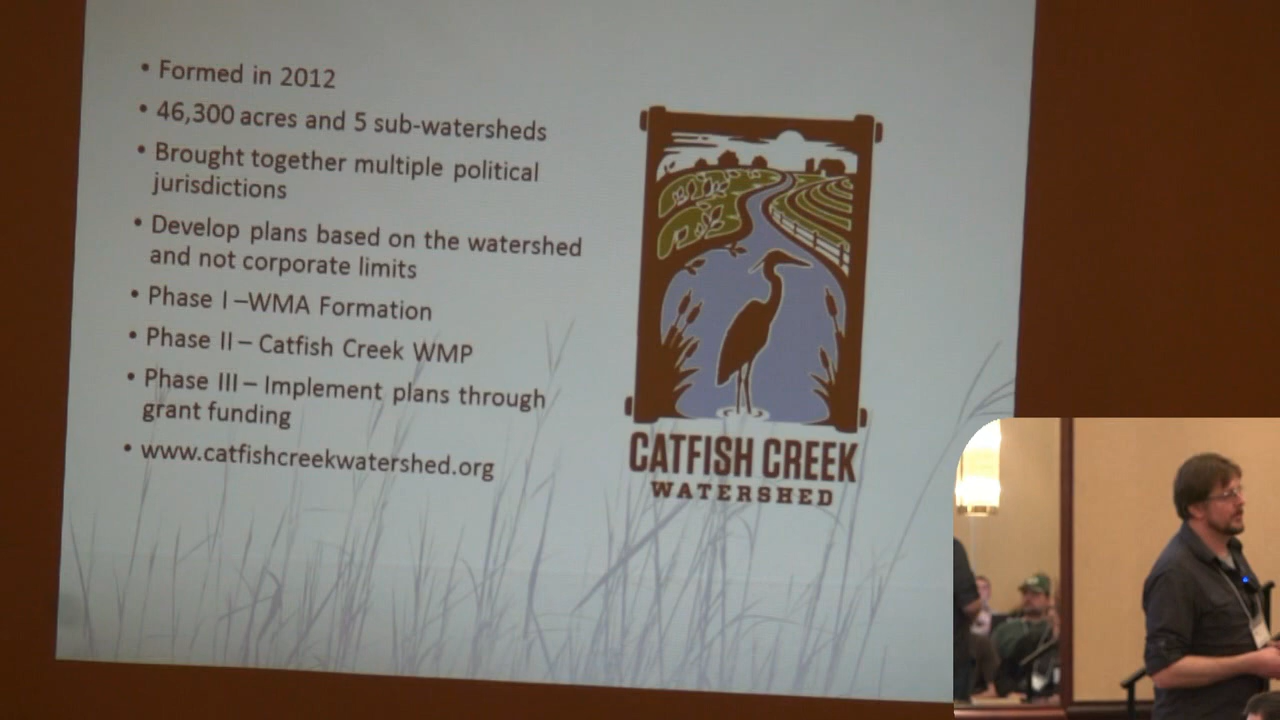 • Formed in 2012
• 46,300 acres and 5 sub-watersheds
• Brought together multiple political
jurisdictions
• Develop plans based on the watershed
and not corporate limits
• Phase I –WMA Formation
• Phase II – Catfish Creek WMP
• Phase III – Implement plans through
grant funding
• www.catfishcreekwatershed.org
CATFISH CREEK
WATERSHED